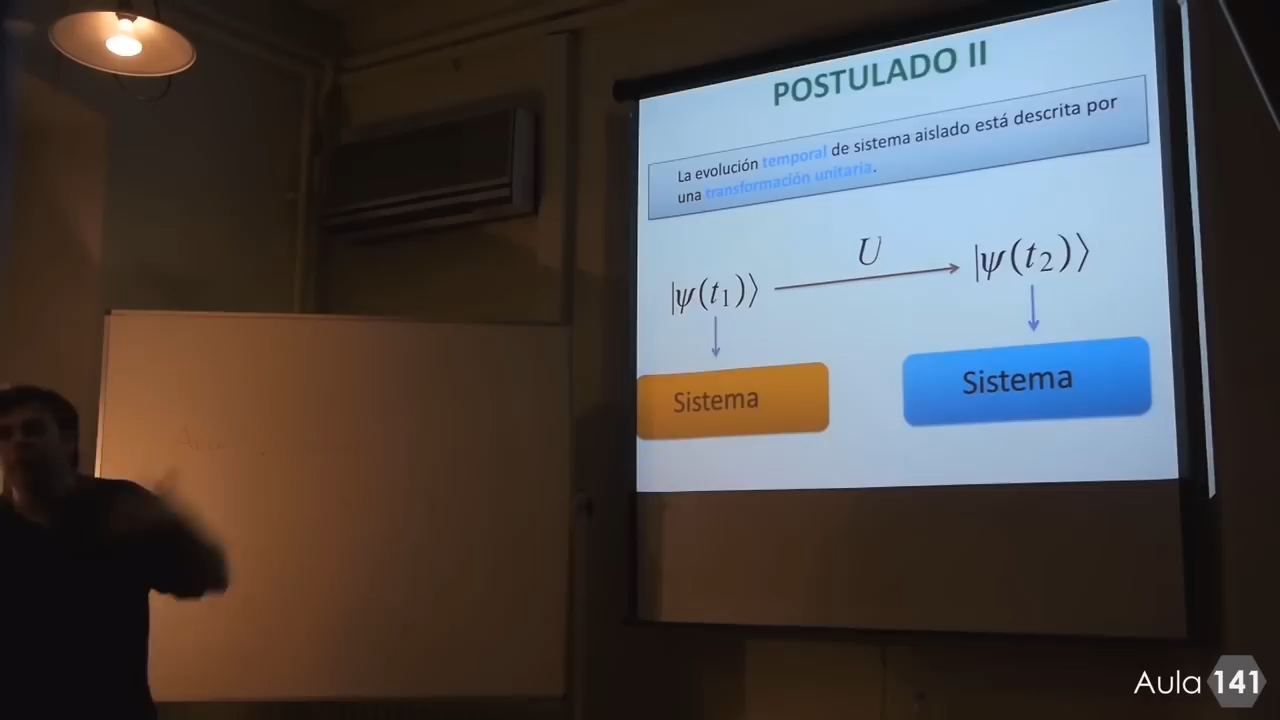 POSTULADO II
La evolución temporal de sistema aislado está descrita por
una transformación unitaria.
U
|ψ(t₁)⟩
|ψ(t₂)⟩
Sistema
Sistema
Aula 141